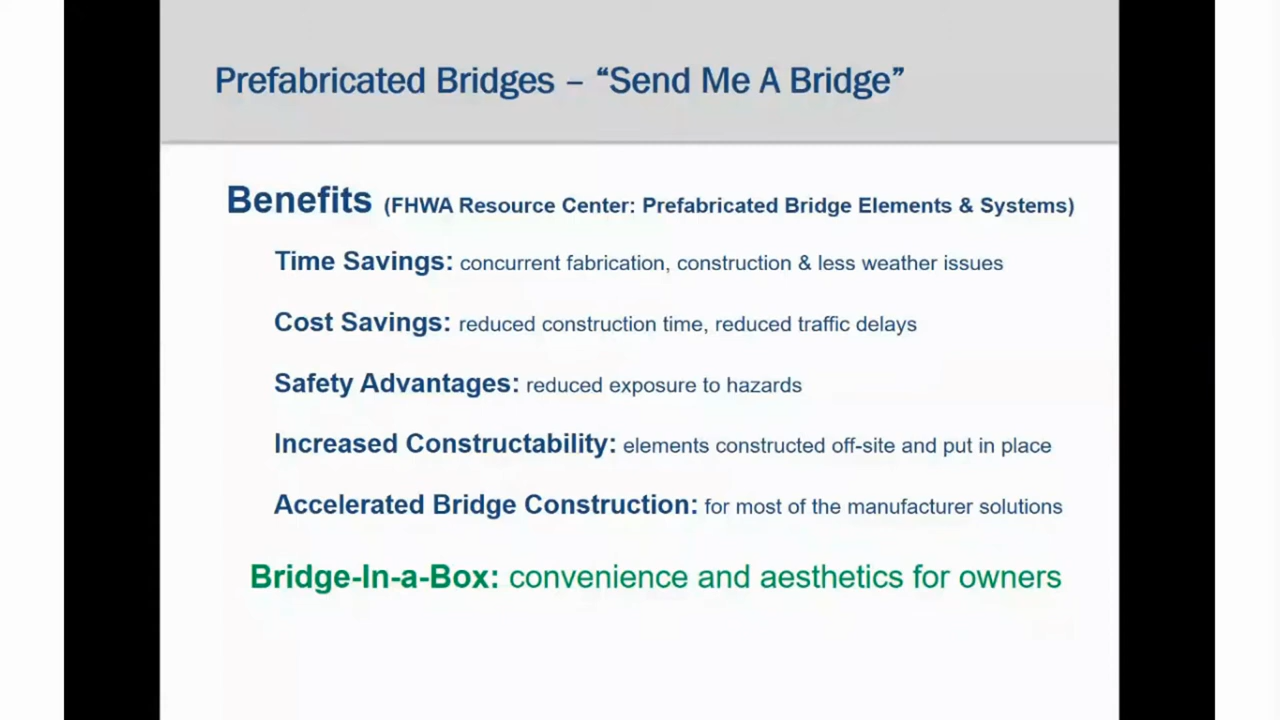 Prefabricated Bridges – “Send Me A Bridge”
Benefits (FHWA Resource Center: Prefabricated Bridge Elements & Systems)
Time Savings: concurrent fabrication, construction & less weather issues
Cost Savings: reduced construction time, reduced traffic delays
Safety Advantages: reduced exposure to hazards
Increased Constructability: elements constructed off-site and put in place
Accelerated Bridge Construction: for most of the manufacturer solutions
Bridge-In-a-Box: convenience and aesthetics for owners